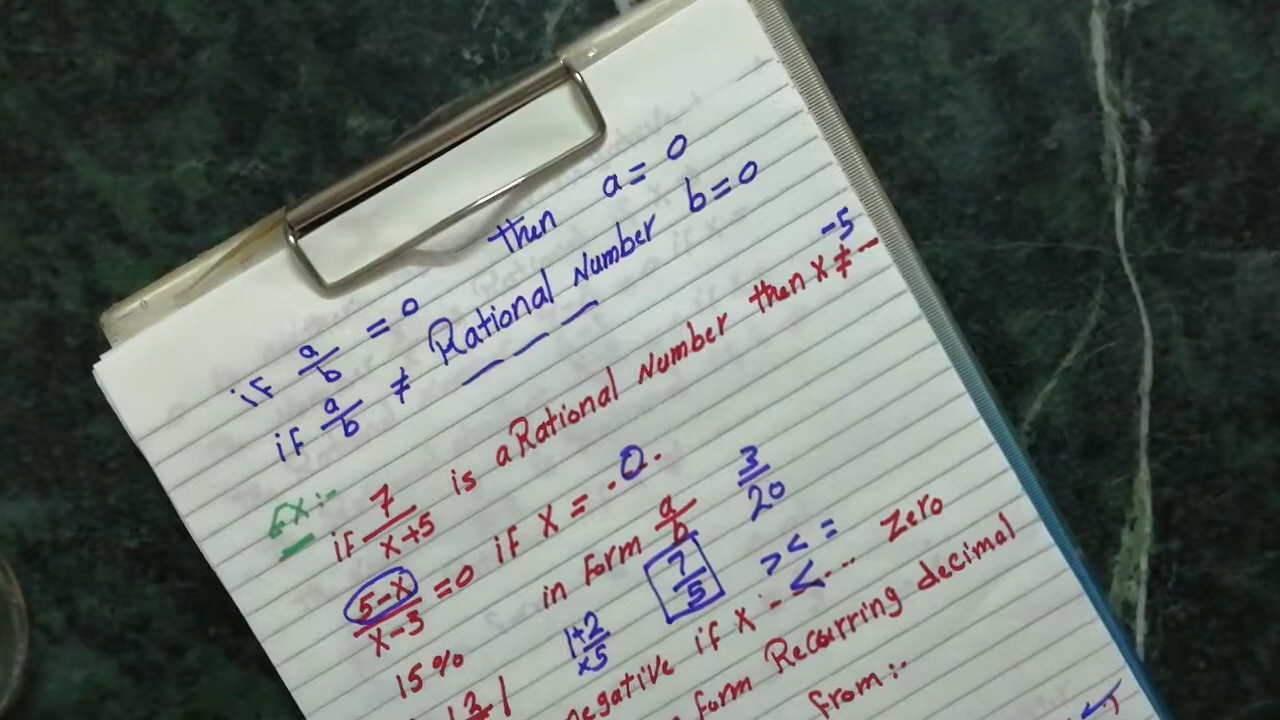 if a/b = 0 then a = 0
if a/b ≠ Rational Number b = 0
Ex:-
if 7/x+5 is a Rational Number then x ≠ -5
5-x/x-5 = 0 if x = .0.
15% in form a/b 3/20
1+2/×5 7/5 > < =
negative if x < ... Zero
form Recurring decimal
from:.